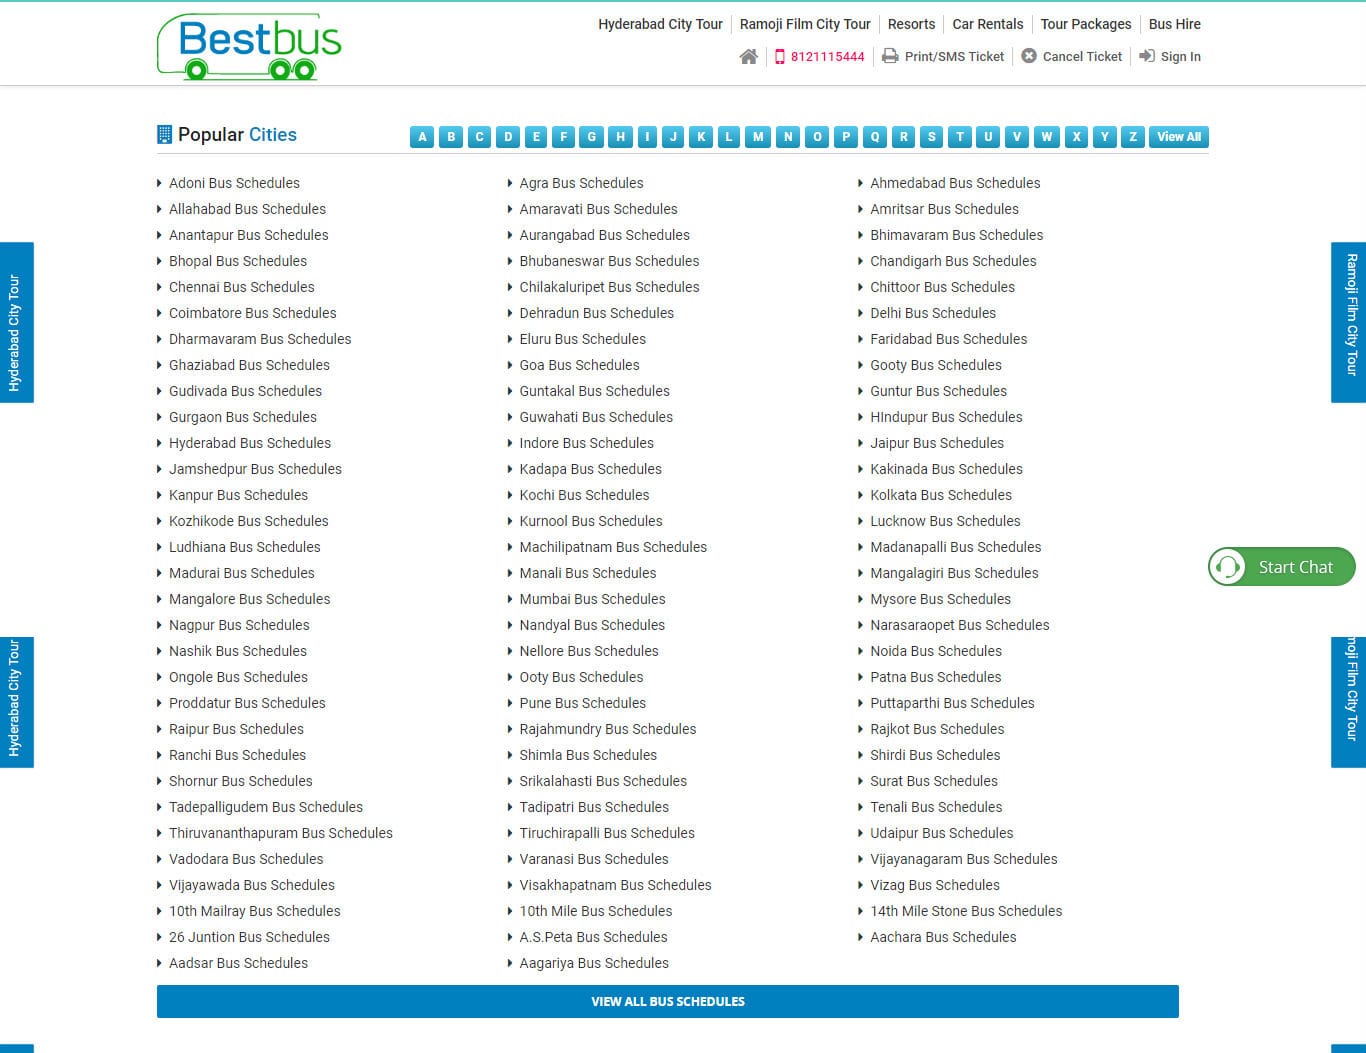 Bestbus
Hyderabad City Tour
Ramoji Film City Tour
Resorts
Car Rentals
Tour Packages
Bus Hire
8121115444
Print/SMS Ticket
Cancel Ticket
Sign In
Popular Cities
A B C D E F G H I J K L M N O P Q R S T U V W X Y Z View All
Adoni Bus Schedules
Agra Bus Schedules
Ahmedabad Bus Schedules
Allahabad Bus Schedules
Amaravati Bus Schedules
Amritsar Bus Schedules
Anantapur Bus Schedules
Aurangabad Bus Schedules
Bhimavaram Bus Schedules
Bhopal Bus Schedules
Bhubaneswar Bus Schedules
Chandigarh Bus Schedules
Chennai Bus Schedules
Chilakaluripet Bus Schedules
Chittoor Bus Schedules
Coimbatore Bus Schedules
Dehradun Bus Schedules
Delhi Bus Schedules
Dharmavaram Bus Schedules
Eluru Bus Schedules
Faridabad Bus Schedules
Ghaziabad Bus Schedules
Goa Bus Schedules
Gooty Bus Schedules
Gudivada Bus Schedules
Guntakal Bus Schedules
Guntur Bus Schedules
Gurgaon Bus Schedules
Guwahati Bus Schedules
HIndupur Bus Schedules
Hyderabad Bus Schedules
Indore Bus Schedules
Jaipur Bus Schedules
Jamshedpur Bus Schedules
Kadapa Bus Schedules
Kakinada Bus Schedules
Kanpur Bus Schedules
Kochi Bus Schedules
Kolkata Bus Schedules
Kozhikode Bus Schedules
Kurnool Bus Schedules
Lucknow Bus Schedules
Ludhiana Bus Schedules
Machilipatnam Bus Schedules
Madanapalli Bus Schedules
Madurai Bus Schedules
Manali Bus Schedules
Mangalagiri Bus Schedules
Mangalore Bus Schedules
Mumbai Bus Schedules
Mysore Bus Schedules
Nagpur Bus Schedules
Nandyal Bus Schedules
Narasaraopet Bus Schedules
Nashik Bus Schedules
Nellore Bus Schedules
Noida Bus Schedules
Ongole Bus Schedules
Ooty Bus Schedules
Patna Bus Schedules
Proddatur Bus Schedules
Pune Bus Schedules
Puttaparthi Bus Schedules
Raipur Bus Schedules
Rajahmundry Bus Schedules
Rajkot Bus Schedules
Ranchi Bus Schedules
Shimla Bus Schedules
Shirdi Bus Schedules
Shornur Bus Schedules
Srikalahasti Bus Schedules
Surat Bus Schedules
Tadepalligudem Bus Schedules
Tadipatri Bus Schedules
Tenali Bus Schedules
Thiruvananthapuram Bus Schedules
Tiruchirapalli Bus Schedules
Udaipur Bus Schedules
Vadodara Bus Schedules
Varanasi Bus Schedules
Vijayanagaram Bus Schedules
Vijayawada Bus Schedules
Visakhapatnam Bus Schedules
Vizag Bus Schedules
10th Mailray Bus Schedules
10th Mile Bus Schedules
14th Mile Stone Bus Schedules
26 Juntion Bus Schedules
A.S.Peta Bus Schedules
Aachara Bus Schedules
Aadsar Bus Schedules
Aagariya Bus Schedules
VIEW ALL BUS SCHEDULES
Hyderabad City Tour
Hyderabad City Tour
Ramoji Film City Tour
moji Film City Tour
Start Chat